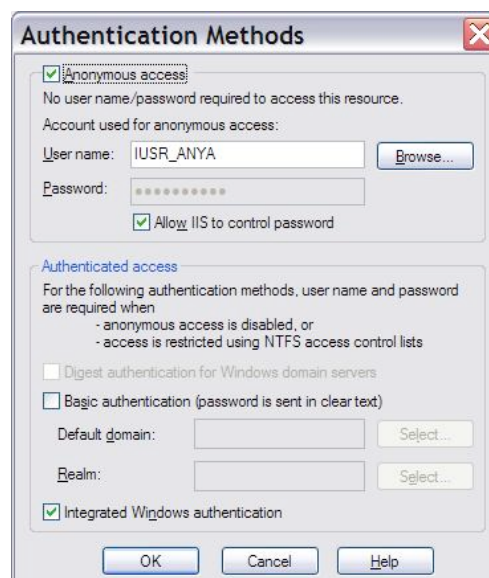 Authentication Methods
Anonymous access
No user name/password required to access this resource.
Account used for anonymous access:
User name: IUSR_ANYA Browse...
Password: ••••••••••
Allow IIS to control password
Authenticated access
For the following authentication methods, user name and password
are required when
- anonymous access is disabled, or
- access is restricted using NTFS access control lists
Digest authentication for Windows domain servers
Basic authentication (password is sent in clear text)
Default domain: Select...
Realm: Select...
Integrated Windows authentication
OK Cancel Help